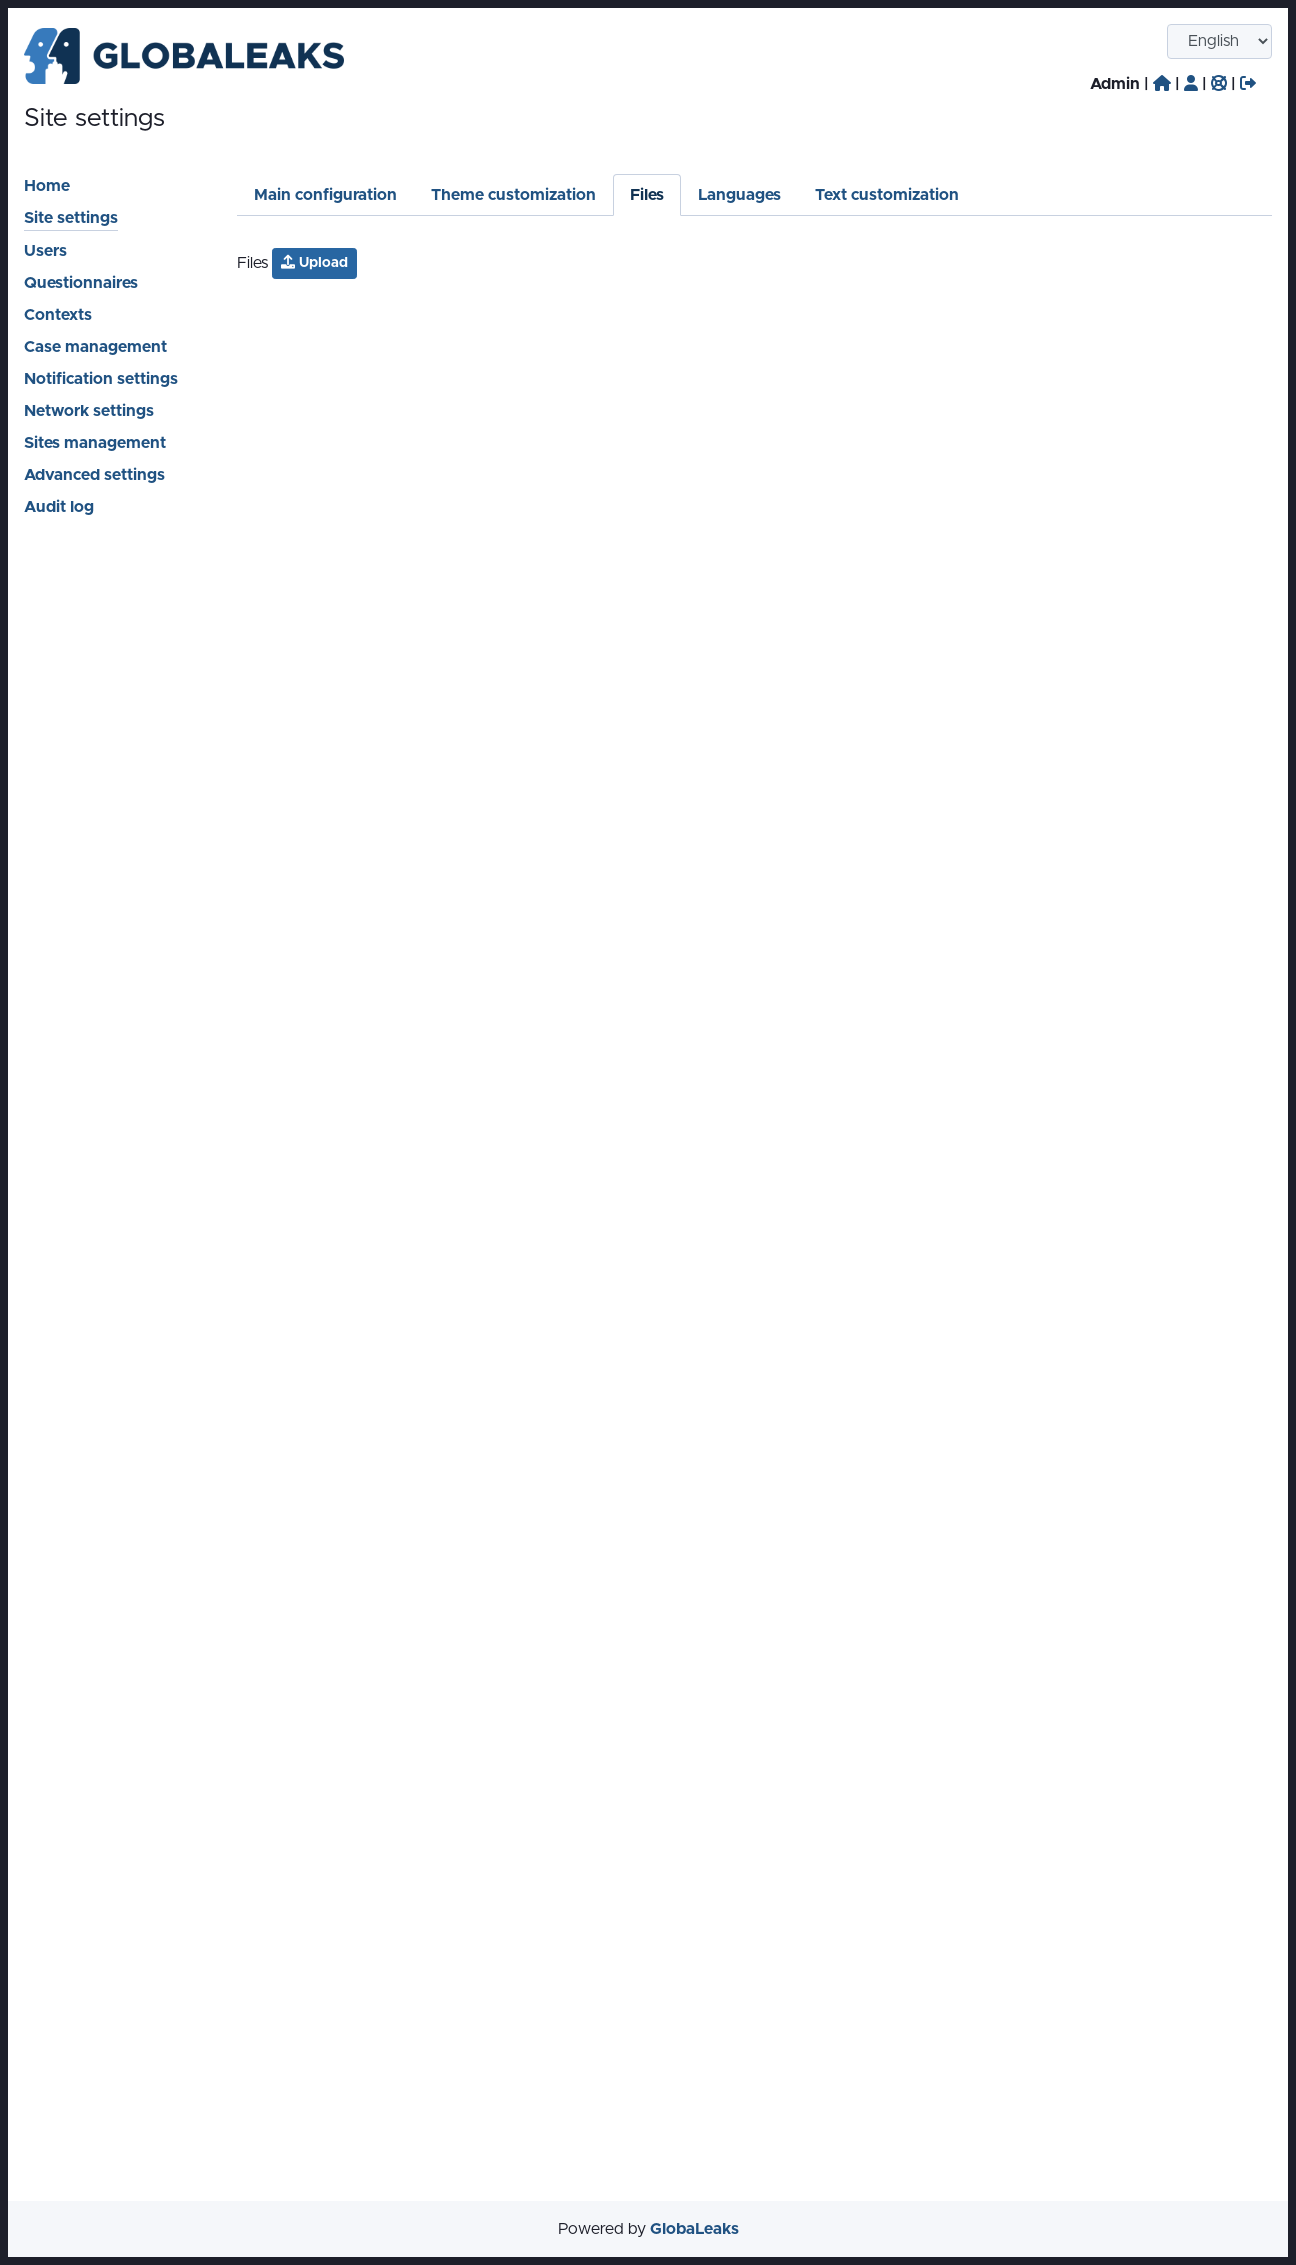 GLOBALEAKS
English
Admin | | | |
Site settings
Home
Site settings
Users
Questionnaires
Contexts
Case management
Notification settings
Network settings
Sites management
Advanced settings
Audit log
Main configuration Theme customization Files Languages Text customization
Files Upload
Powered by GlobaLeaks